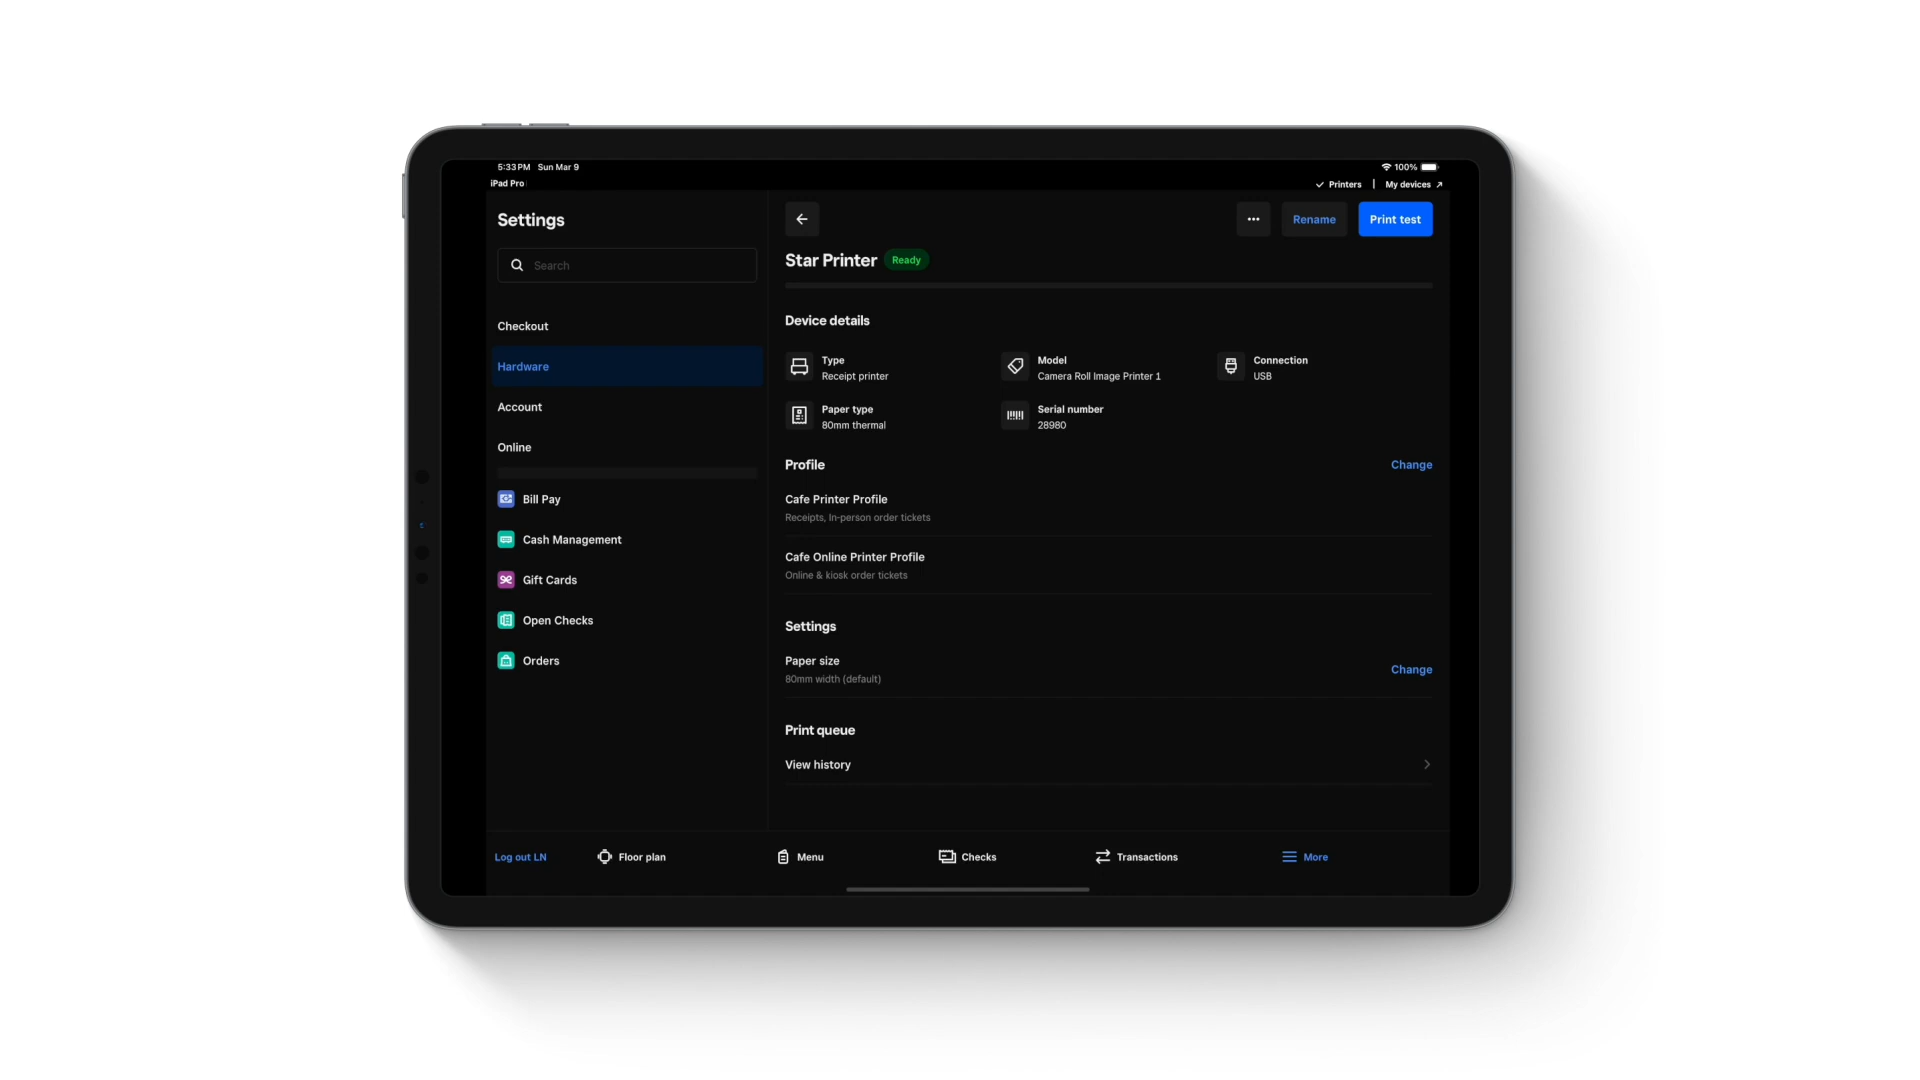 5:33 PM Sun Mar 9
100%
iPad Pro
Printers | My devices
Settings
Search
Checkout
Hardware
Account
Online
Bill Pay
Cash Management
Gift Cards
Open Checks
Orders
Rename
Print test
Star Printer Ready
Device details
Type
Receipt printer
Model
Camera Roll Image Printer 1
Connection
USB
Paper type
80mm thermal
Serial number
28980
Profile
Change
Cafe Printer Profile
Receipts, In-person order tickets
Cafe Online Printer Profile
Online & kiosk order tickets
Settings
Paper size
80mm width (default)
Change
Print queue
View history
Log out LN
Floor plan
Menu
Checks
Transactions
More